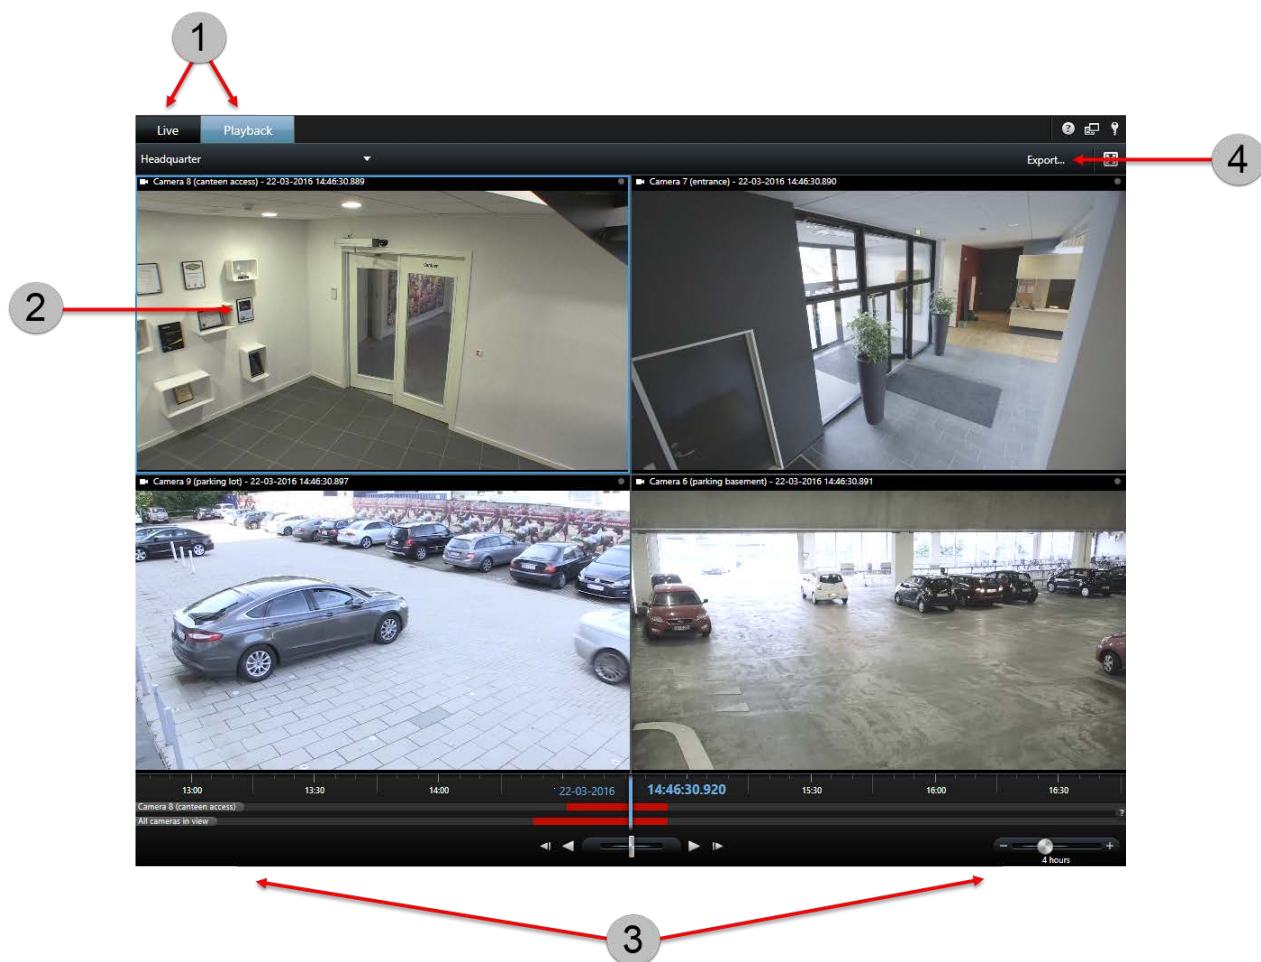 1
Live Playback
Headquarter
Export...
4
Camera 8 (canteen access) - 22-03-2016 14:46:30.889
Camera 7 (entrance) - 22-03-2016 14:46:30.890
2
Camera 9 (parking lot) - 22-03-2016 14:46:30.897
Camera 6 (parking basement) - 22-03-2016 14:46:30.891
13:00 13:30 14:00 22-03-2016 14:46:30.920 15:30 16:00 16:30
Camera 8 (canteen access)
?
All cameras in view
4 hours
3